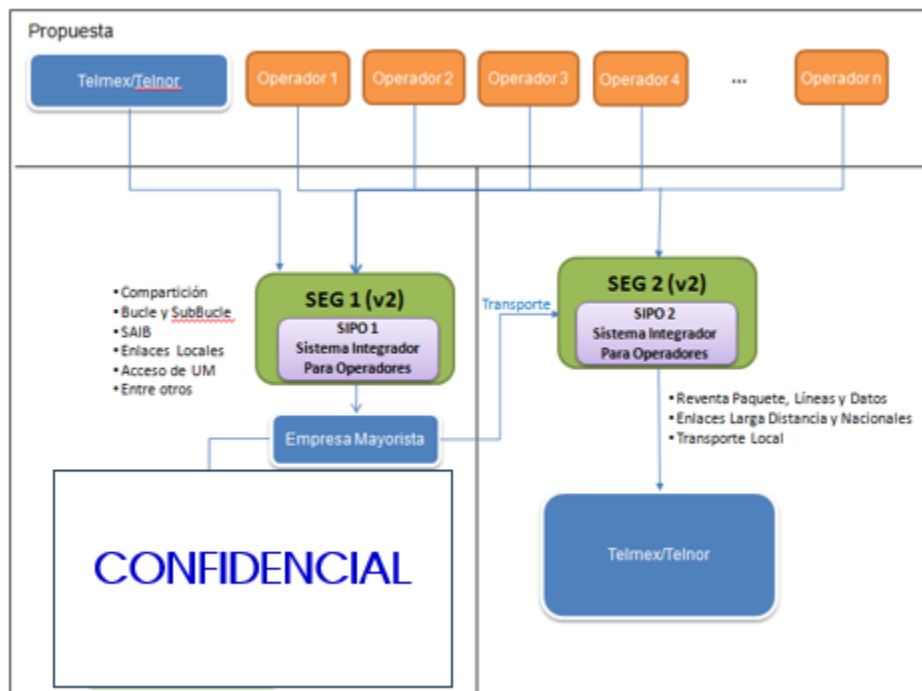 Propuesta
Telmex/Telnor
Operador 1
Operador 2
Operador 3
Operador 4
...
Operador n
▪ Compartición
▪ Bucle y SubBucle
▪ SAIB
▪ Enlaces Locales
▪ Acceso de UM
▪ Entre otros
SEG 1 (v2)
SIPO 1
Sistema Integrador
Para Operadores
Transporte
SEG 2 (v2)
SIPO 2
Sistema Integrador
Para Operadores
Empresa Mayorista
▪ Reventa Paquete, Líneas y Datos
▪ Enlaces Larga Distancia y Nacionales
▪ Transporte Local
CONFIDENCIAL
Telmex/Telnor